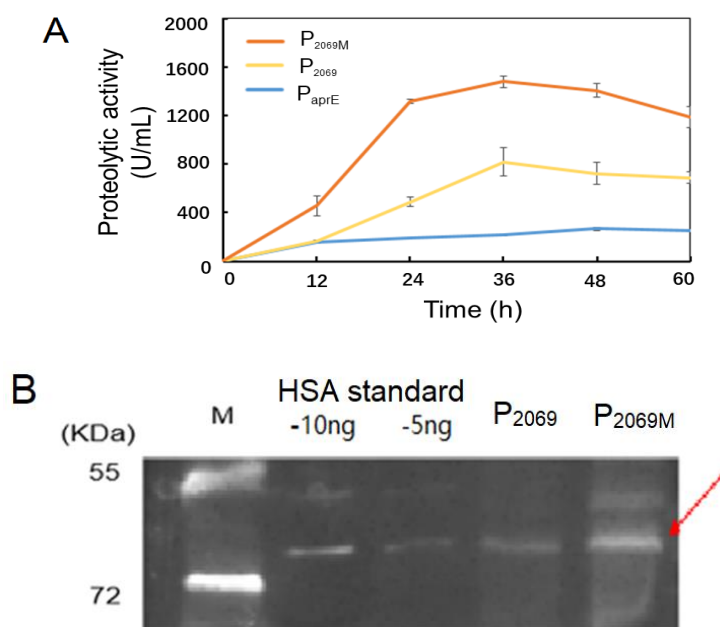 A
Proteolytic activity
(U/mL)
2000
1600
1200
800
400
0
P2069M
P2069
PaprE
0 12 24 36 48 60
Time (h)
B
HSA standard
(KDa) M -10ng -5ng P2069 P2069M
55
72